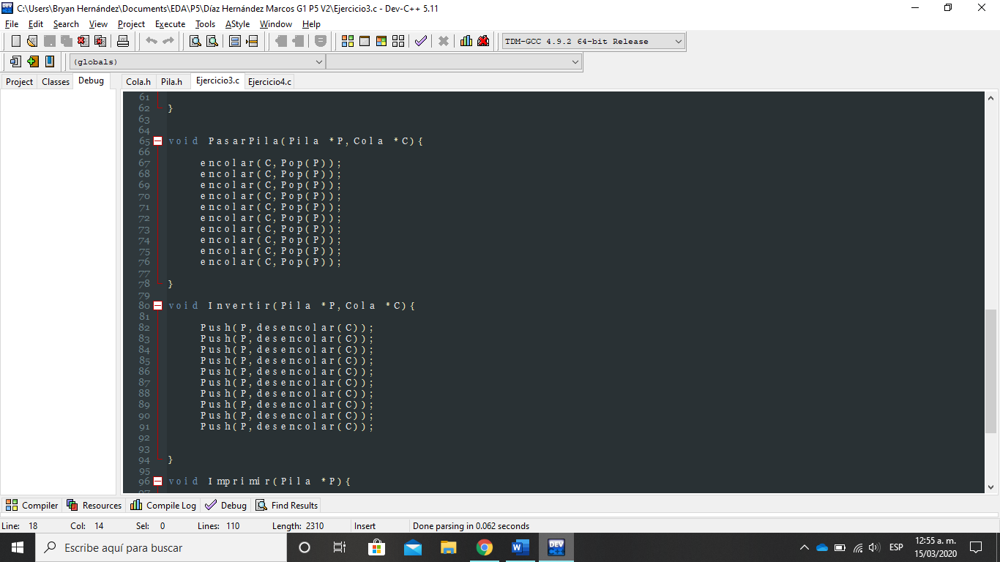 C:\Users\Bryan Hernández\Documents\EDA\P5\Díaz Hernández Marcos G1 P5 V2\Ejercicio3.c - Dev-C++ 5.11
File Edit Search View Project Execute Tools AStyle Window Help
TDM-GCC 4.9.2 64-bit Release
(globals)
Project Classes Debug Cola.h Pila.h Ejercicio3.c Ejercicio4.c
61
62 }
63
64
65 void PasarPila(Pila *P,Cola *C){
66
67 encolar(C,Pop(P));
68 encolar(C,Pop(P));
69 encolar(C,Pop(P));
70 encolar(C,Pop(P));
71 encolar(C,Pop(P));
72 encolar(C,Pop(P));
73 encolar(C,Pop(P));
74 encolar(C,Pop(P));
75 encolar(C,Pop(P));
76 encolar(C,Pop(P));
77
78 }
79
80 void Invertir(Pila *P,Cola *C){
81
82 Push(P,desencolar(C));
83 Push(P,desencolar(C));
84 Push(P,desencolar(C));
85 Push(P,desencolar(C));
86 Push(P,desencolar(C));
87 Push(P,desencolar(C));
88 Push(P,desencolar(C));
89 Push(P,desencolar(C));
90 Push(P,desencolar(C));
91 Push(P,desencolar(C));
92
93
94 }
95
96 void Imprimir(Pila *P){
97
Compiler Resources Compile Log Debug Find Results
Line: 18 Col: 14 Sel: 0 Lines: 110 Length: 2310 Insert Done parsing in 0.062 seconds
Escribe aquí para buscar
W DEV ESP
12:55 a. m.
15/03/2020